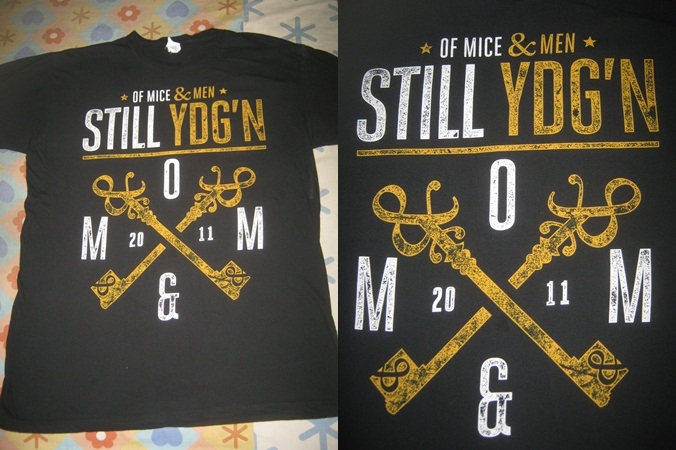 OF MICE & MEN
STILL YDG'N
O
M 20 11 M
&
OF MICE & MEN
STILL YDG'N
O
M 20 11 M
&